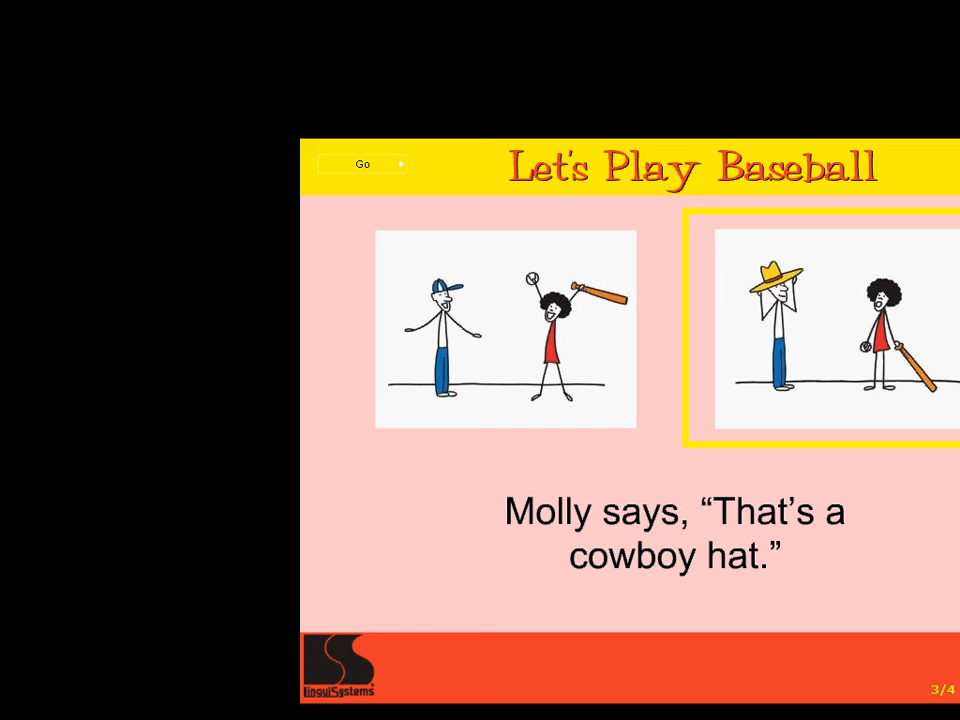 Go
Let's Play Baseball
Molly says, “That’s a
cowboy hat.”
LinguiSystems
3/4